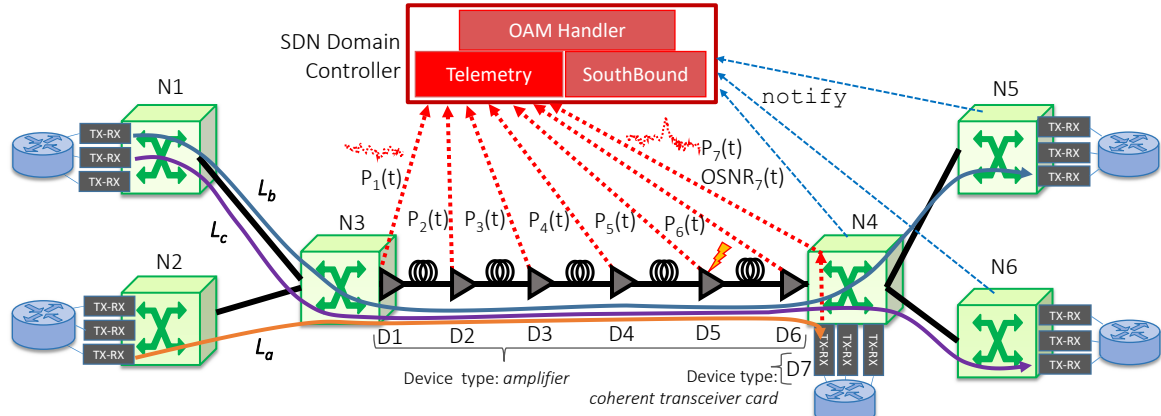 SDN Domain
Controller
OAM Handler
Telemetry
SouthBound
notify
N1
N5
TX-RX
TX-RX
TX-RX
TX-RX
TX-RX
TX-RX
P₁(t)
P₇(t)
OSNR₇(t)
L_b
L_c
N3
P₂(t)
P₃(t)
P₄(t)
P₅(t)
P₆(t)
N4
N2
N6
TX-RX
TX-RX
TX-RX
TX-RX
TX-RX
TX-RX
L_a
D1
D2
D3
D4
D5
D6
TX-RX
TX-RX
TX-RX
D7
Device type: amplifier
Device type:
coherent transceiver card